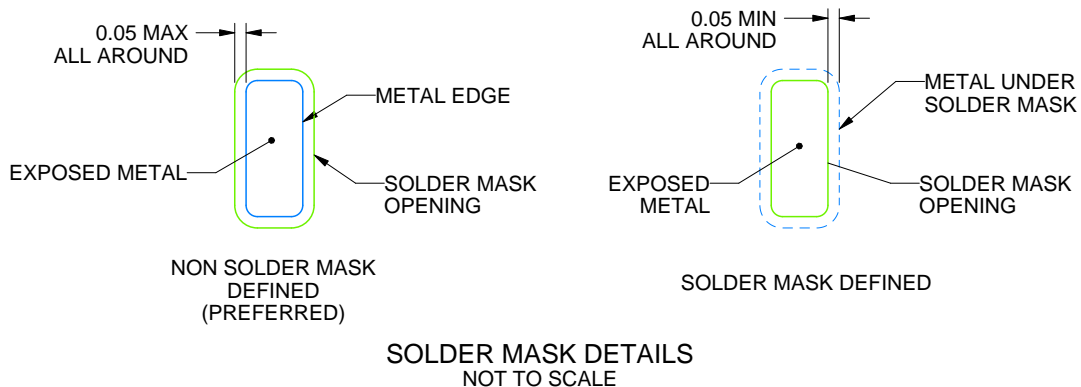 0.05 MAX
ALL AROUND
METAL EDGE
EXPOSED METAL
SOLDER MASK
OPENING
NON SOLDER MASK
DEFINED
(PREFERRED)
0.05 MIN
ALL AROUND
METAL UNDER
SOLDER MASK
EXPOSED
METAL
SOLDER MASK
OPENING
SOLDER MASK DEFINED
SOLDER MASK DETAILS
NOT TO SCALE